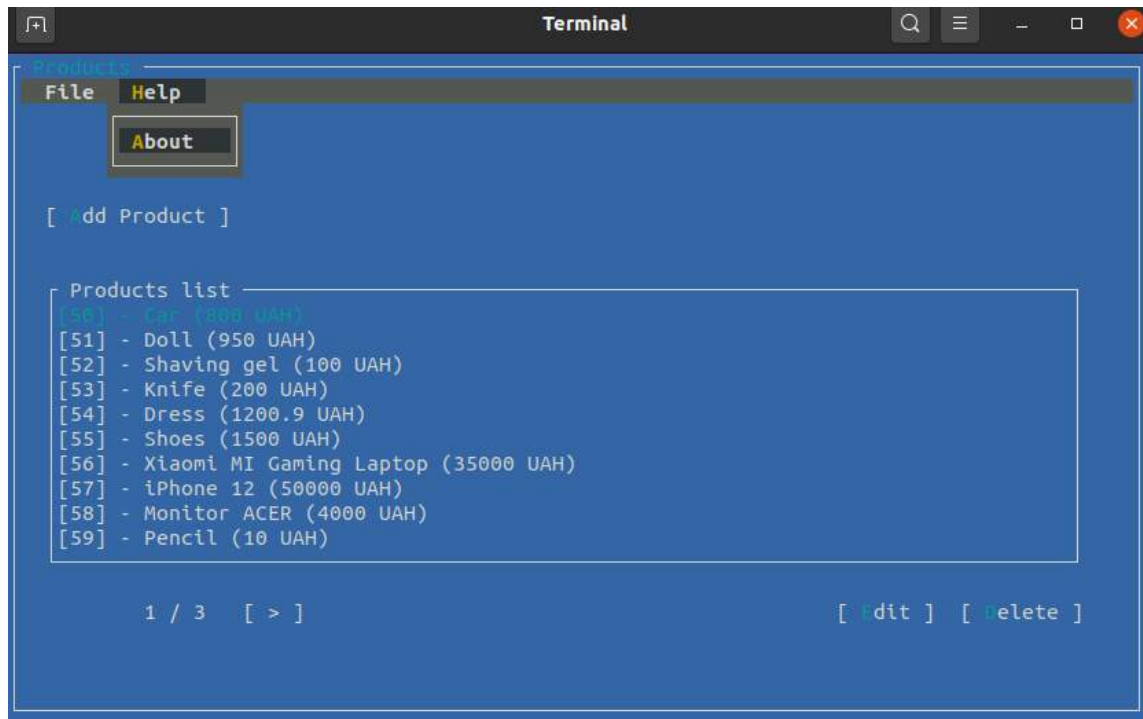 Terminal
Products
File Help
About
[ Add Product ]
Products list
[50] - Car (800 UAH)
[51] - Doll (950 UAH)
[52] - Shaving gel (100 UAH)
[53] - Knife (200 UAH)
[54] - Dress (1200.9 UAH)
[55] - Shoes (1500 UAH)
[56] - Xiaomi MI Gaming Laptop (35000 UAH)
[57] - iPhone 12 (50000 UAH)
[58] - Monitor ACER (4000 UAH)
[59] - Pencil (10 UAH)
1 / 3 [ > ] [ Edit ] [ Delete ]